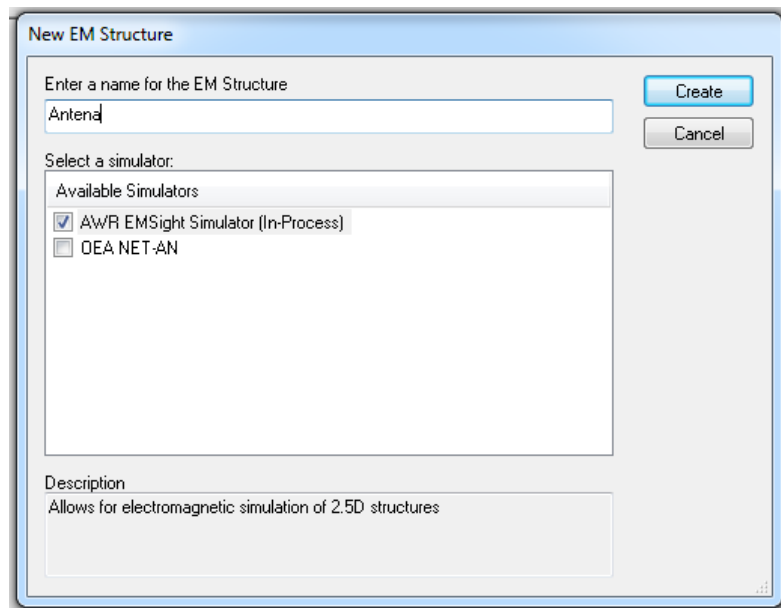 New EM Structure
Enter a name for the EM Structure
Antena
Create
Cancel
Select a simulator:
Available Simulators
AWR EMSight Simulator (In-Process)
OEA NET-AN
Description
Allows for electromagnetic simulation of 2.5D structures